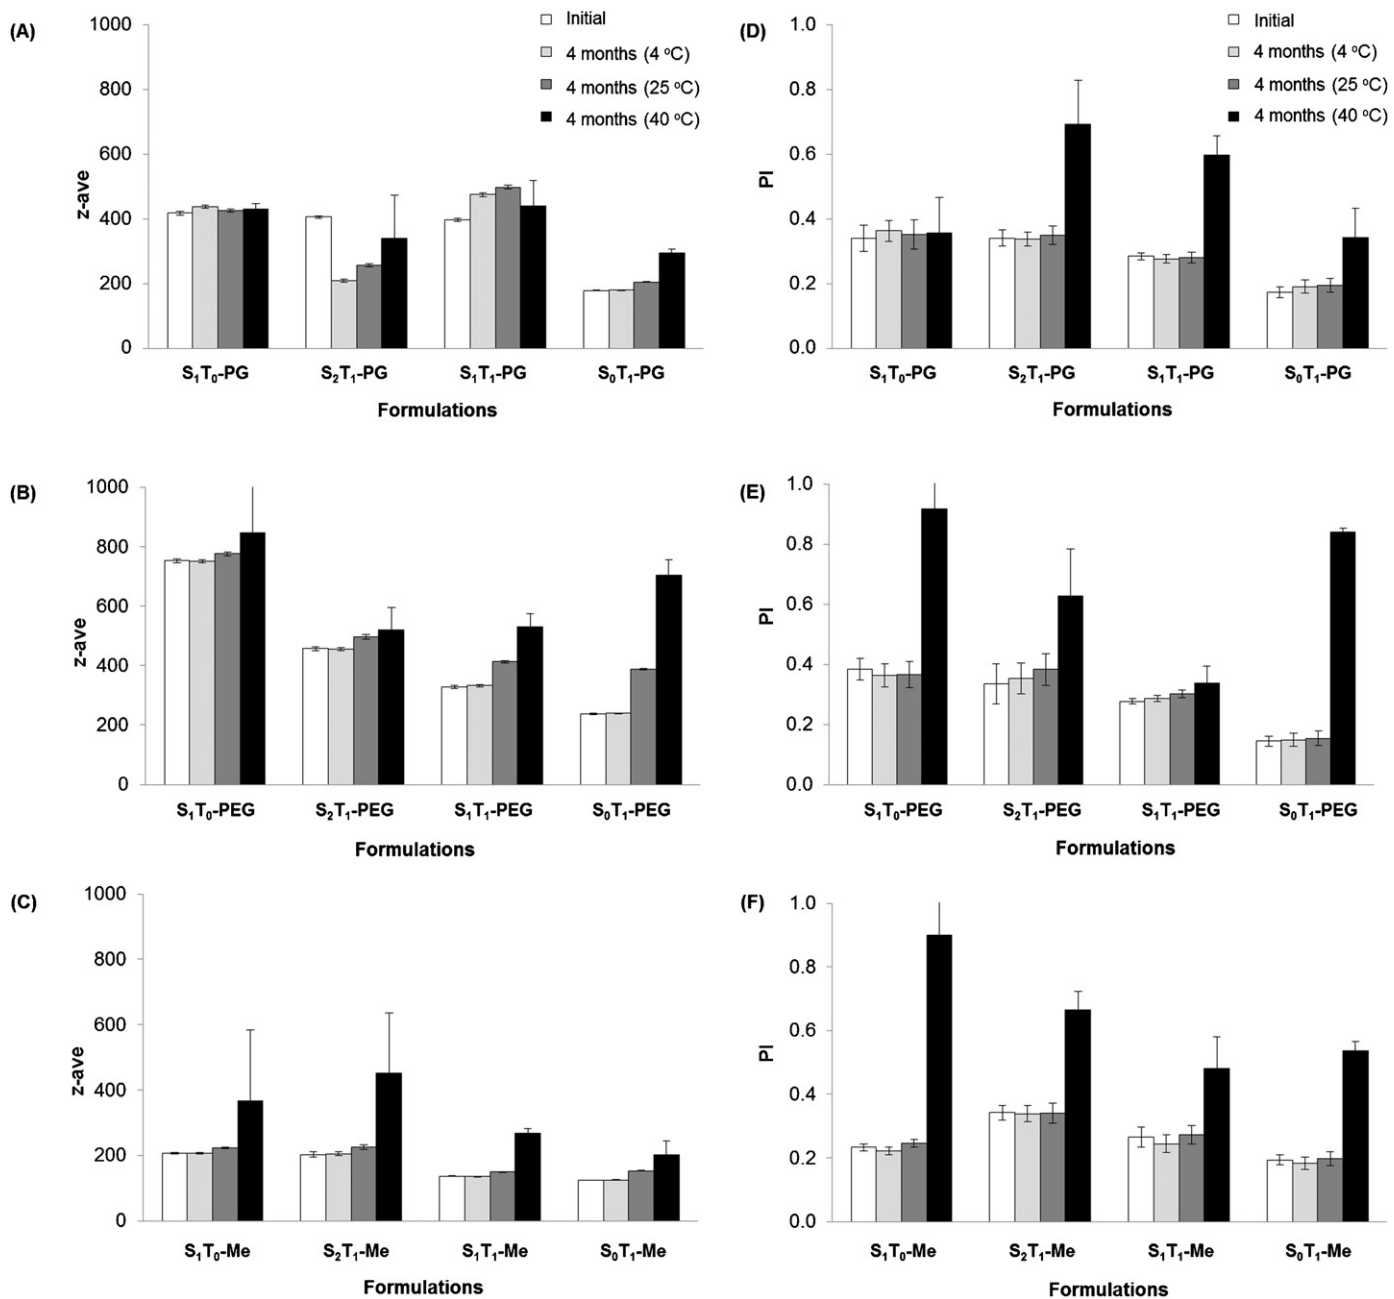 (A)
z-ave
1000
800
600
400
200
0
Initial
4 months (4 °C)
4 months (25 °C)
4 months (40 °C)
S₁T₀-PG S₂T₁-PG S₁T₁-PG S₀T₁-PG
Formulations
(D)
PI
1.0
0.8
0.6
0.4
0.2
0.0
Initial
4 months (4 °C)
4 months (25 °C)
4 months (40 °C)
S₁T₀-PG S₂T₁-PG S₁T₁-PG S₀T₁-PG
Formulations
(B)
z-ave
1000
800
600
400
200
0
S₁T₀-PEG S₂T₁-PEG S₁T₁-PEG S₀T₁-PEG
Formulations
(E)
PI
1.0
0.8
0.6
0.4
0.2
0.0
S₁T₀-PEG S₂T₁-PEG S₁T₁-PEG S₀T₁-PEG
Formulations
(C)
z-ave
1000
800
600
400
200
0
S₁T₀-Me S₂T₁-Me S₁T₁-Me S₀T₁-Me
Formulations
(F)
PI
1.0
0.8
0.6
0.4
0.2
0.0
S₁T₀-Me S₂T₁-Me S₁T₁-Me S₀T₁-Me
Formulations